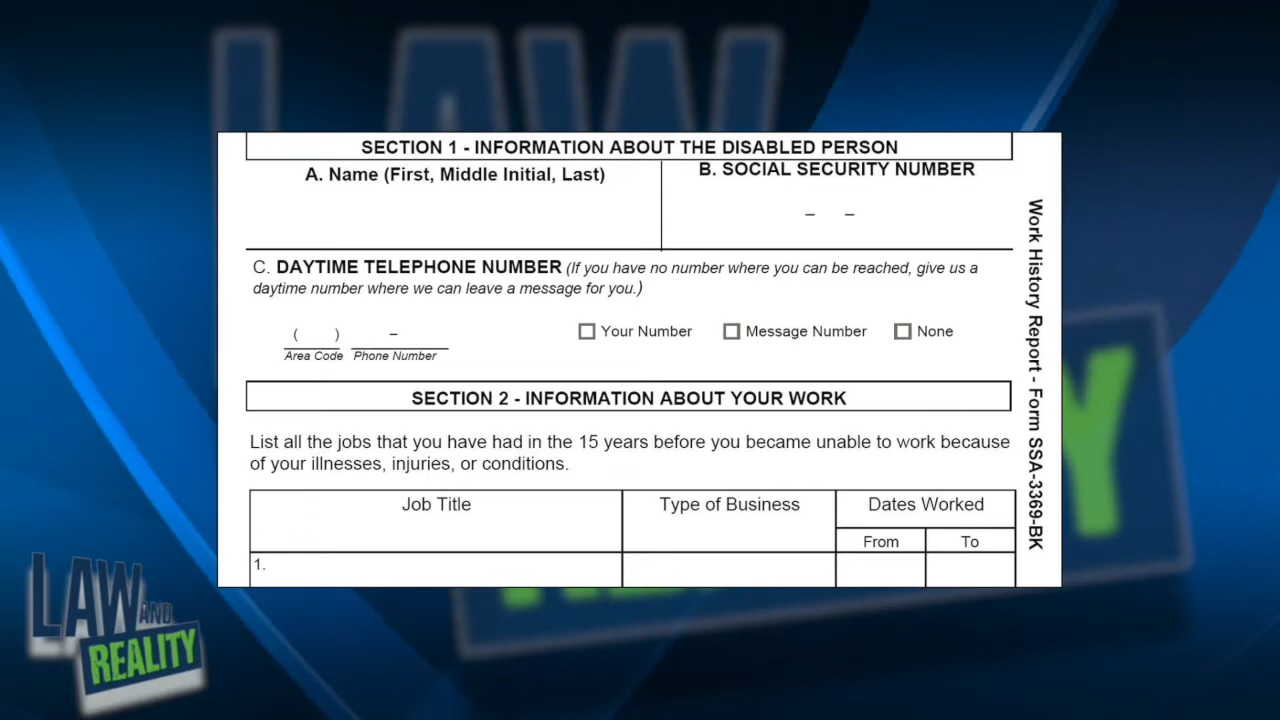 LAW
SECTION 1 - INFORMATION ABOUT THE DISABLED PERSON
A. Name (First, Middle Initial, Last)
B. SOCIAL SECURITY NUMBER
– –
C. DAYTIME TELEPHONE NUMBER (If you have no number where you can be reached, give us a
daytime number where we can leave a message for you.)
( ) –
Area Code Phone Number
Your Number Message Number None
SECTION 2 - INFORMATION ABOUT YOUR WORK
List all the jobs that you have had in the 15 years before you became unable to work because
of your illnesses, injuries, or conditions.
Job Title Type of Business Dates Worked
From To
1.
Work History Report - Form SSA-3369-BK
LAW
AND
REALITY